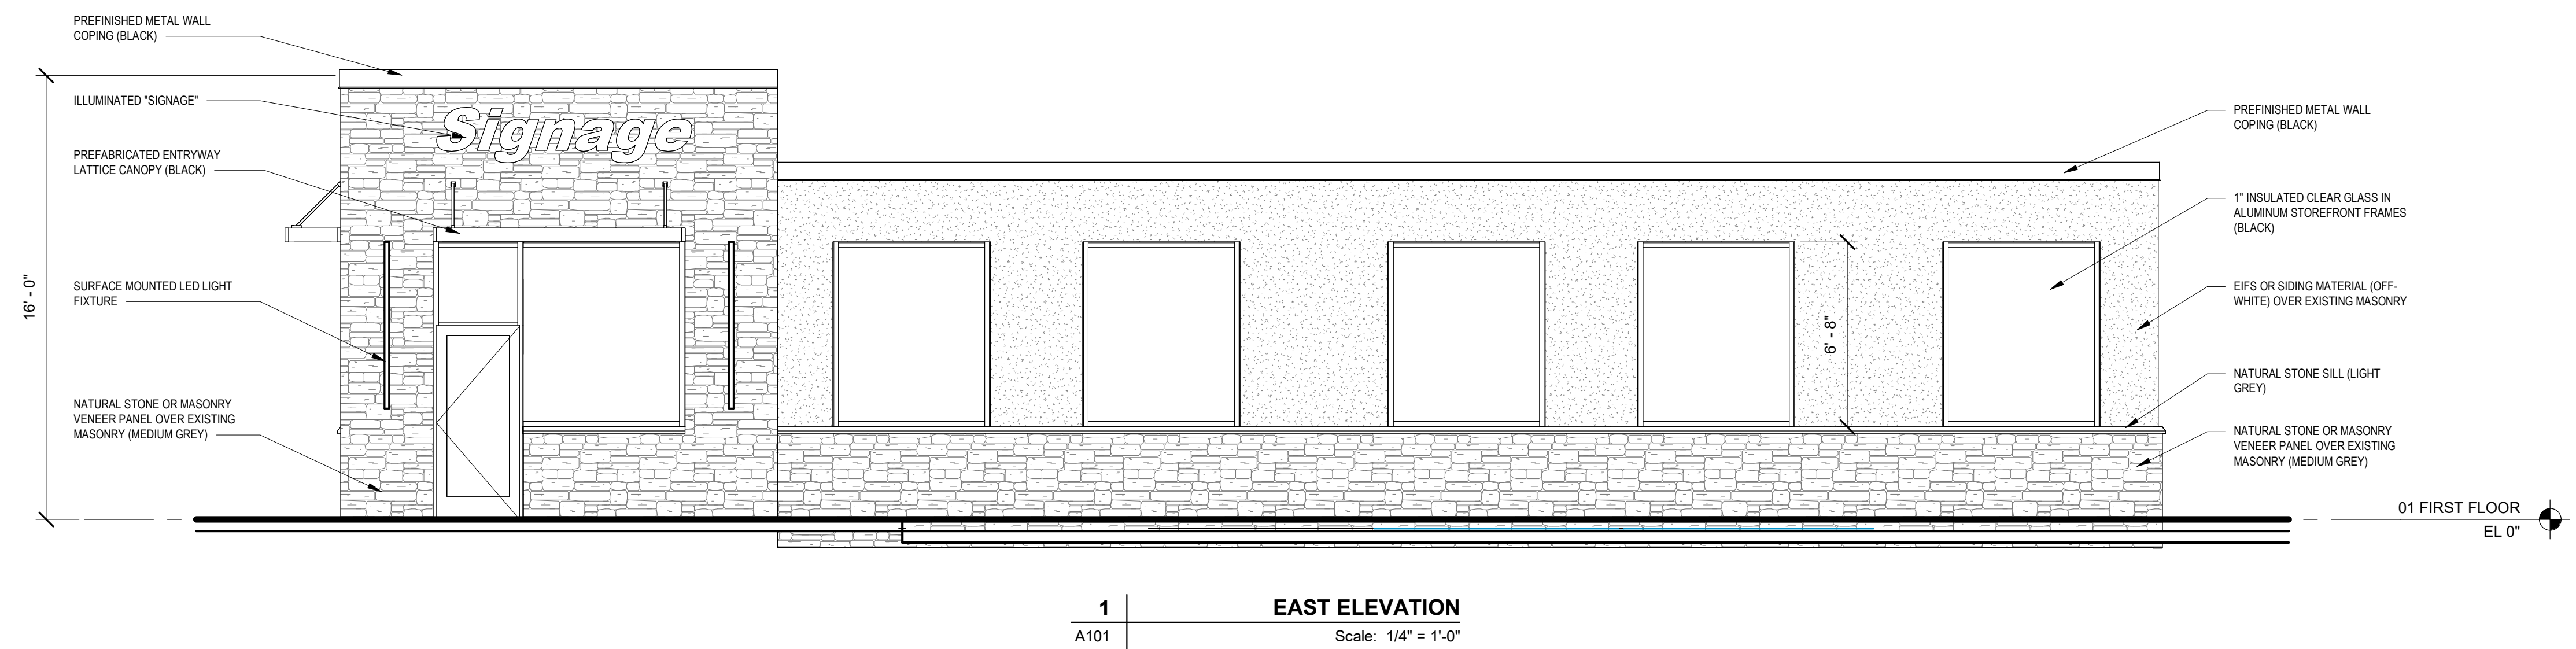 PREFINISHED METAL WALL
COPING (BLACK)
ILLUMINATED "SIGNAGE"
PREFABRICATED ENTRYWAY
LATTICE CANOPY (BLACK)
SURFACE MOUNTED LED LIGHT
FIXTURE
NATURAL STONE OR MASONRY
VENEER PANEL OVER EXISTING
MASONRY (MEDIUM GREY)
16' - 0"
Signage
6' - 8"
PREFINISHED METAL WALL
COPING (BLACK)
1" INSULATED CLEAR GLASS IN
ALUMINUM STOREFRONT FRAMES
(BLACK)
EIFS OR SIDING MATERIAL (OFF-
WHITE) OVER EXISTING MASONRY
NATURAL STONE SILL (LIGHT
GREY)
NATURAL STONE OR MASONRY
VENEER PANEL OVER EXISTING
MASONRY (MEDIUM GREY)
01 FIRST FLOOR
EL 0"
1 EAST ELEVATION
A101 Scale: 1/4" = 1'-0"